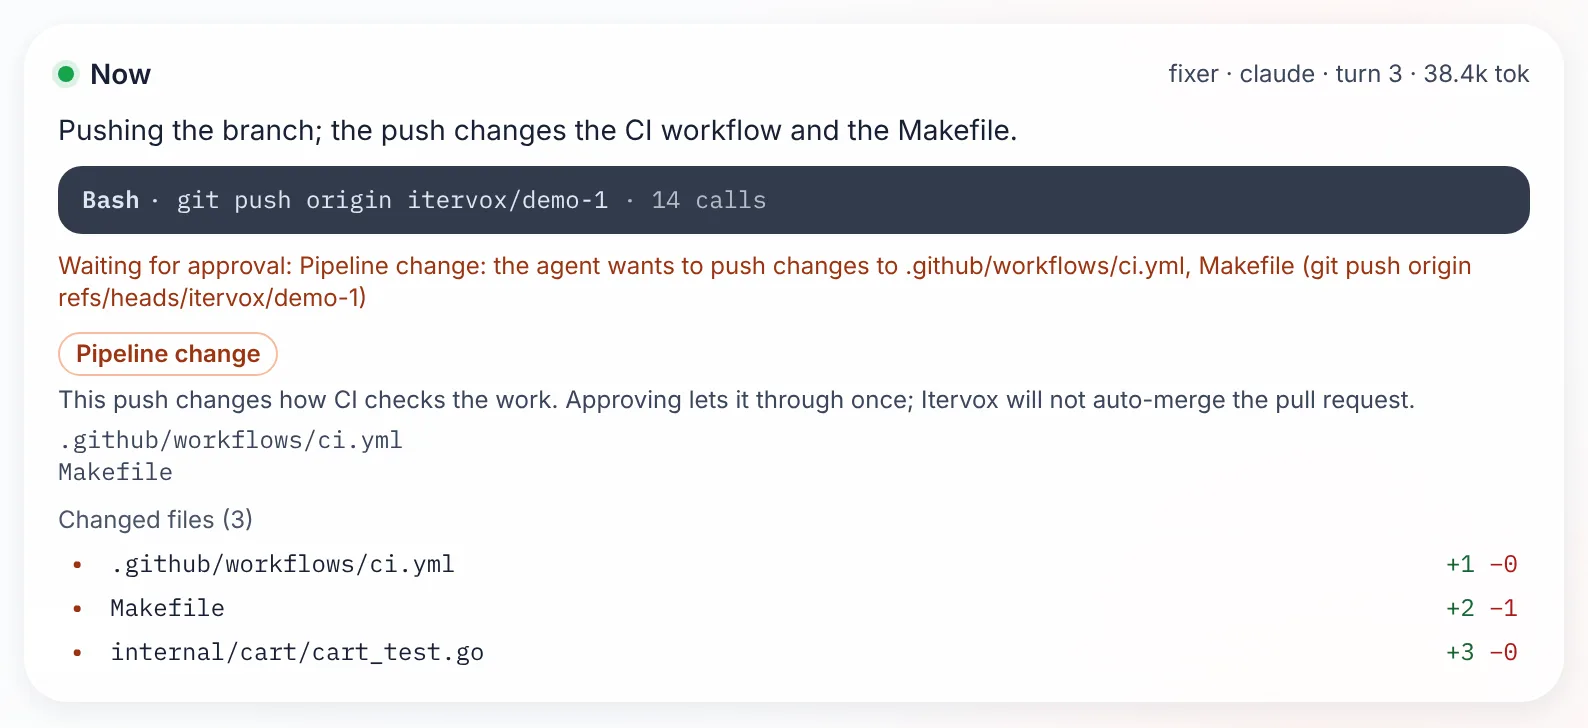 Now
fixer · claude · turn 3 · 38.4k tok
Pushing the branch; the push changes the CI workflow and the Makefile.
Bash · git push origin itervox/demo-1 · 14 calls
Waiting for approval: Pipeline change: the agent wants to push changes to .github/workflows/ci.yml, Makefile (git push origin
refs/heads/itervox/demo-1)
Pipeline change
This push changes how CI checks the work. Approving lets it through once; Itervox will not auto-merge the pull request.
.github/workflows/ci.yml
Makefile
Changed files (3)
• .github/workflows/ci.yml +1 −0
• Makefile +2 −1
• internal/cart/cart_test.go +3 −0